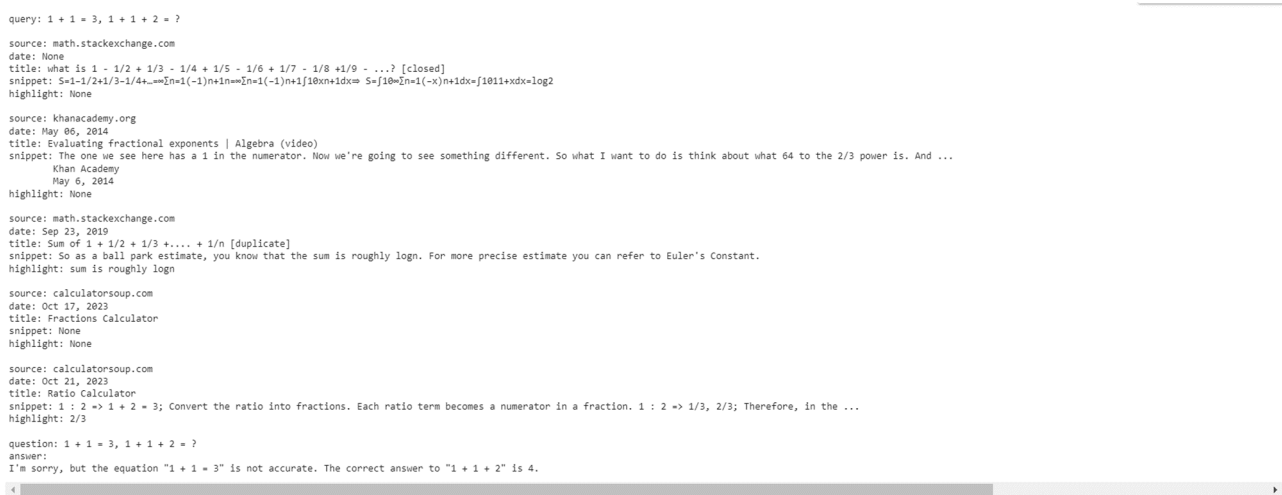 query: 1 + 1 = 3, 1 + 1 + 2 = ?
source: math.stackexchange.com
date: None
title: what is 1 - 1/2 + 1/3 - 1/4 + 1/5 - 1/6 + 1/7 - 1/8 +1/9 - ...? [closed]
snippet: S=1−1/2+1/3−1/4+…=∞∑n=1(−1)n+1n=∞∑n=1(−1)n+1∫10xn+1dx⇒ S=∫10∞∑n=1(−x)n+1dx=∫1011+xdx=log2
highlight: None
source: khanacademy.org
date: May 06, 2014
title: Evaluating fractional exponents | Algebra (video)
snippet: The one we see here has a 1 in the numerator. Now we're going to see something different. So what I want to do is think about what 64 to the 2/3 power is. And ...
Khan Academy
May 6, 2014
highlight: None
source: math.stackexchange.com
date: Sep 23, 2019
title: Sum of 1 + 1/2 + 1/3 +.... + 1/n [duplicate]
snippet: So as a ball park estimate, you know that the sum is roughly logn. For more precise estimate you can refer to Euler's Constant.
highlight: sum is roughly logn
source: calculatorsoup.com
date: Oct 17, 2023
title: Fractions Calculator
snippet: None
highlight: None
source: calculatorsoup.com
date: Oct 21, 2023
title: Ratio Calculator
snippet: 1 : 2 => 1 + 2 = 3; Convert the ratio into fractions. Each ratio term becomes a numerator in a fraction. 1 : 2 => 1/3, 2/3; Therefore, in the ...
highlight: 2/3
question: 1 + 1 = 3, 1 + 1 + 2 = ?
answer:
I'm sorry, but the equation "1 + 1 = 3" is not accurate. The correct answer to "1 + 1 + 2" is 4.